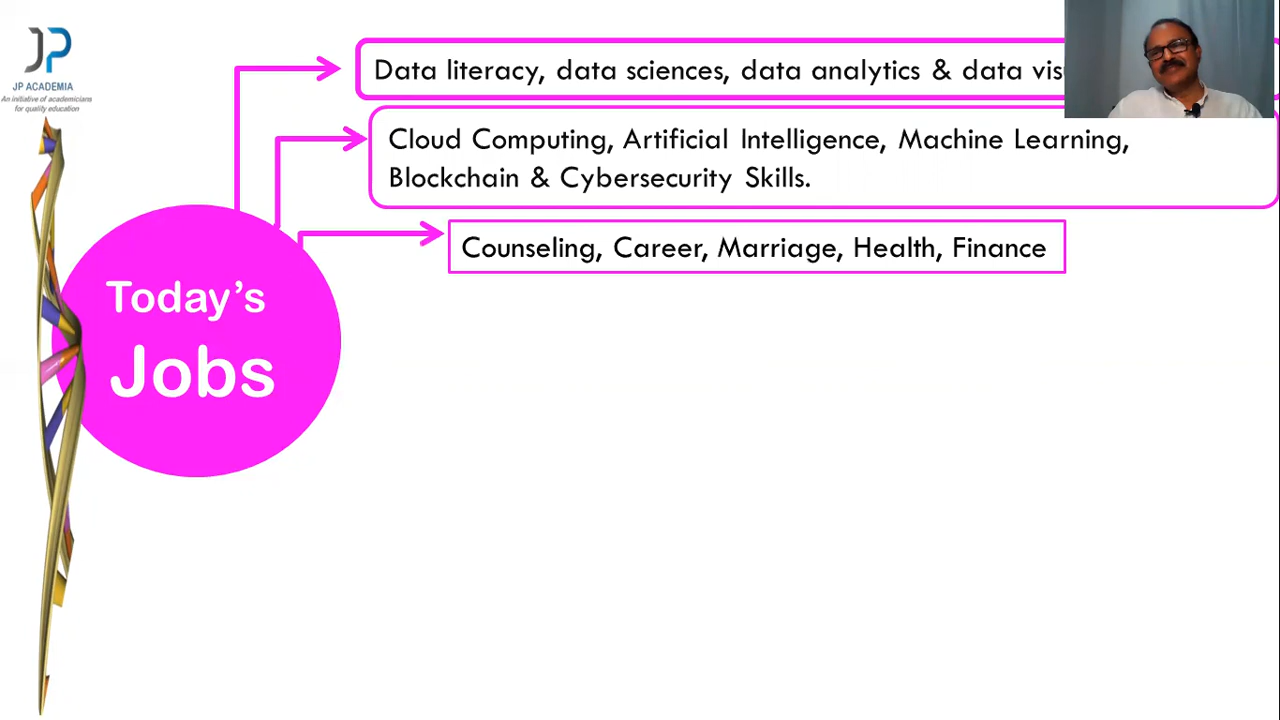 JP
JP ACADEMIA
An initiative of academicians
for quality education
Data literacy, data sciences, data analytics & data
Cloud Computing, Artificial Intelligence, Machine Learning,
Blockchain & Cybersecurity Skills.
Counseling, Career, Marriage, Health, Finance
Today's
Jobs